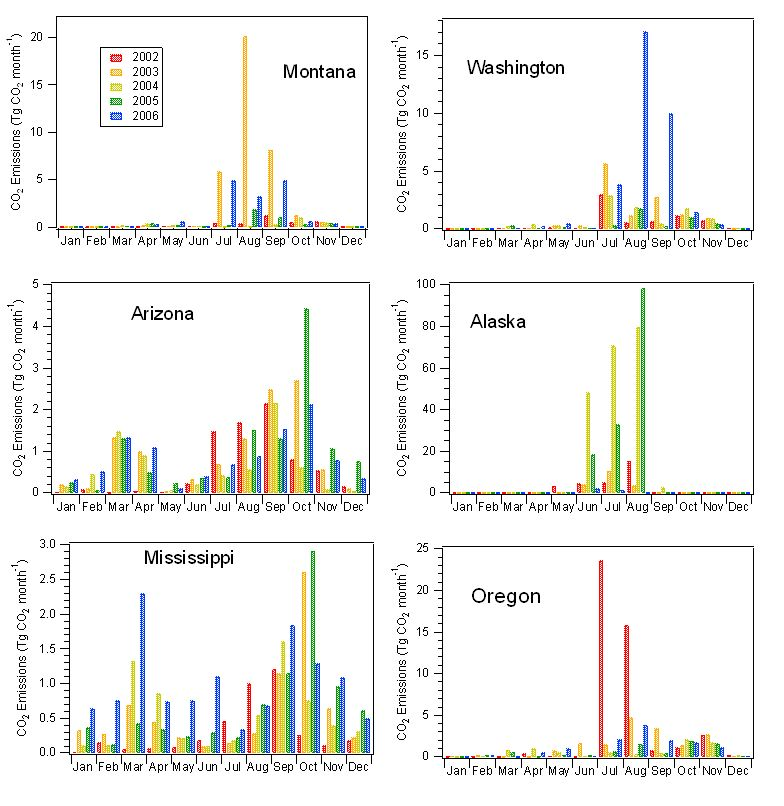 CO2 Emissions (Tg CO2 month-1)
20
15
10
5
0
2002
2003
2004
2005
2006
Montana
Jan Feb Mar Apr May Jun Jul Aug Sep Oct Nov Dec
CO2 Emissions (Tg CO2 month-1)
15
10
5
0
Washington
Jan Feb Mar Apr May Jun Jul Aug Sep Oct Nov Dec
CO2 Emissions (Tg CO2 month-1)
5
4
3
2
1
0
Arizona
Jan Feb Mar Apr May Jun Jul Aug Sep Oct Nov Dec
CO2 Emissions (Tg CO2 month-1)
100
80
60
40
20
0
Alaska
Jan Feb Mar Apr May Jun Jul Aug Sep Oct Nov Dec
CO2 Emissions (Tg CO2 month-1)
3.0
2.5
2.0
1.5
1.0
0.5
0.0
Mississippi
Jan Feb Mar Apr May Jun Jul Aug Sep Oct Nov Dec
CO2 Emissions (Tg CO2 month-1)
25
20
15
10
5
0
Oregon
Jan Feb Mar Apr May Jun Jul Aug Sep Oct Nov Dec